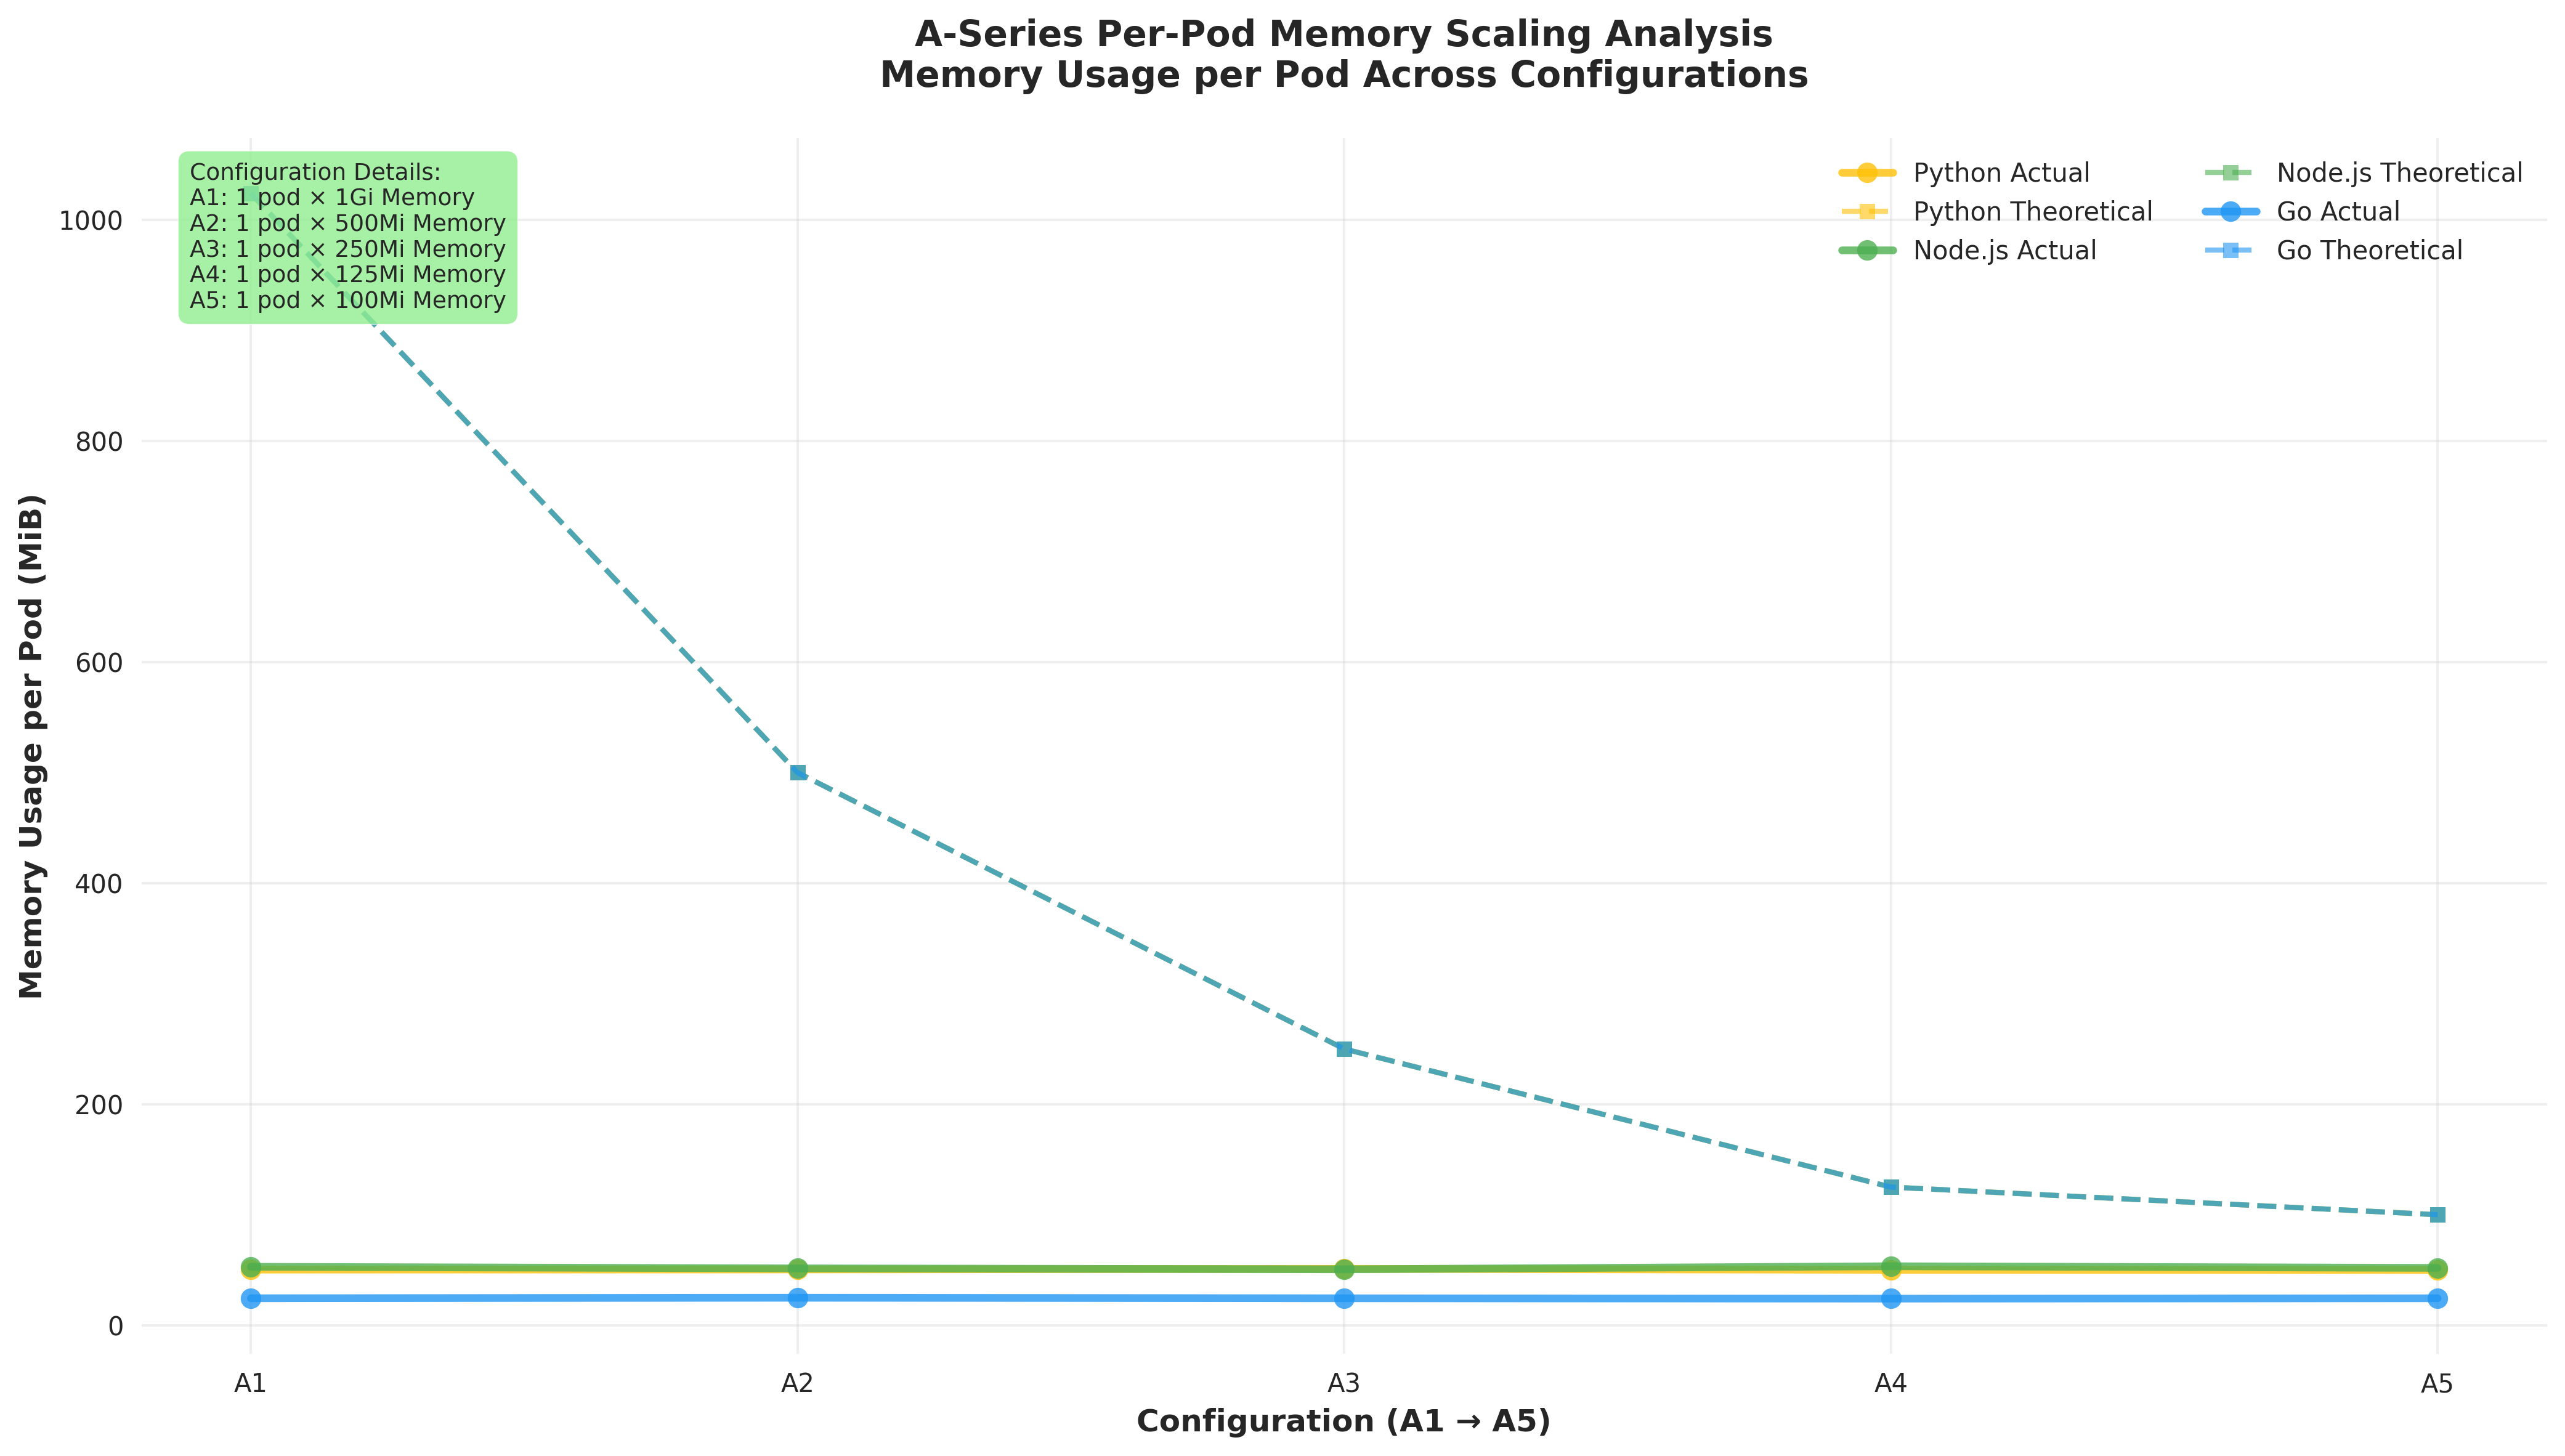 A-Series Per-Pod Memory Scaling Analysis
Memory Usage per Pod Across Configurations
Configuration Details:
A1: 1 pod × 1Gi Memory
A2: 1 pod × 500Mi Memory
A3: 1 pod × 250Mi Memory
A4: 1 pod × 125Mi Memory
A5: 1 pod × 100Mi Memory
Python Actual
Python Theoretical
Node.js Actual
Node.js Theoretical
Go Actual
Go Theoretical
Memory Usage per Pod (MiB)
1000
800
600
400
200
0
A1
A2
A3
A4
A5
Configuration (A1 → A5)